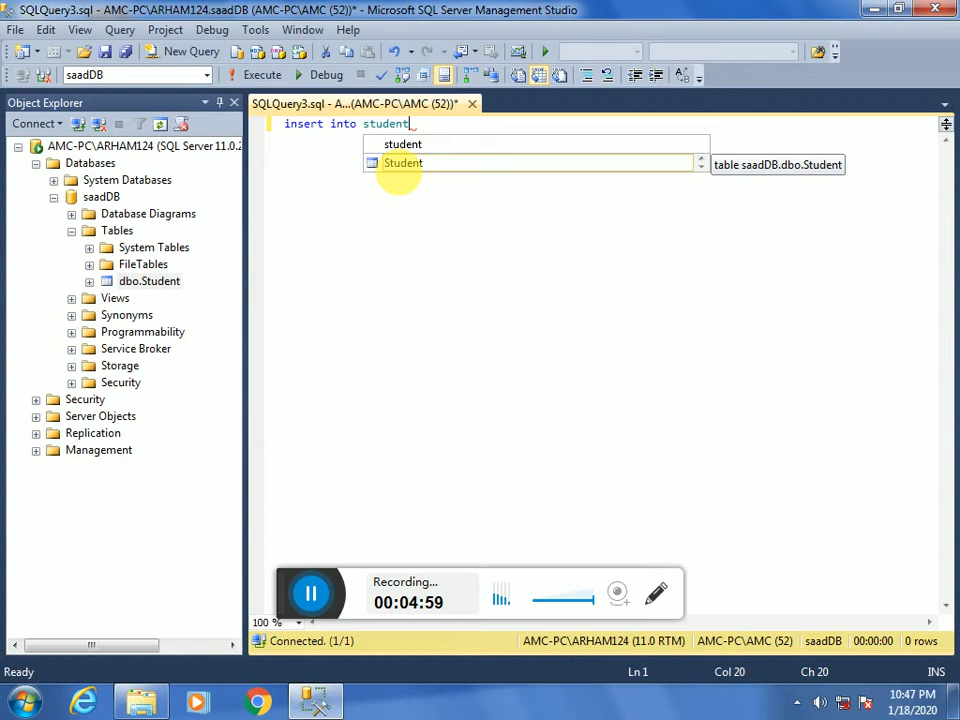 SQLQuery3.sql - AMC-PC\ARHAM124.saadDB (AMC-PC\AMC (52))* - Microsoft SQL Server Management Studio
File Edit View Query Project Debug Tools Window Help
New Query
saadDB Execute Debug
Object Explorer
Connect
AMC-PC\ARHAM124 (SQL Server 11.0.2
Databases
System Databases
saadDB
Database Diagrams
Tables
System Tables
FileTables
dbo.Student
Views
Synonyms
Programmability
Service Broker
Storage
Security
Security
Server Objects
Replication
Management
SQLQuery3.sql - A...(AMC-PC\AMC (52))*
insert into student
student
Student
table saadDB.dbo.Student
Recording...
00:04:59
100 %
Connected. (1/1) AMC-PC\ARHAM124 (11.0 RTM) AMC-PC\AMC (52) saadDB 00:00:00 0 rows
Ready Ln 1 Col 20 Ch 20 INS
10:47 PM
1/18/2020